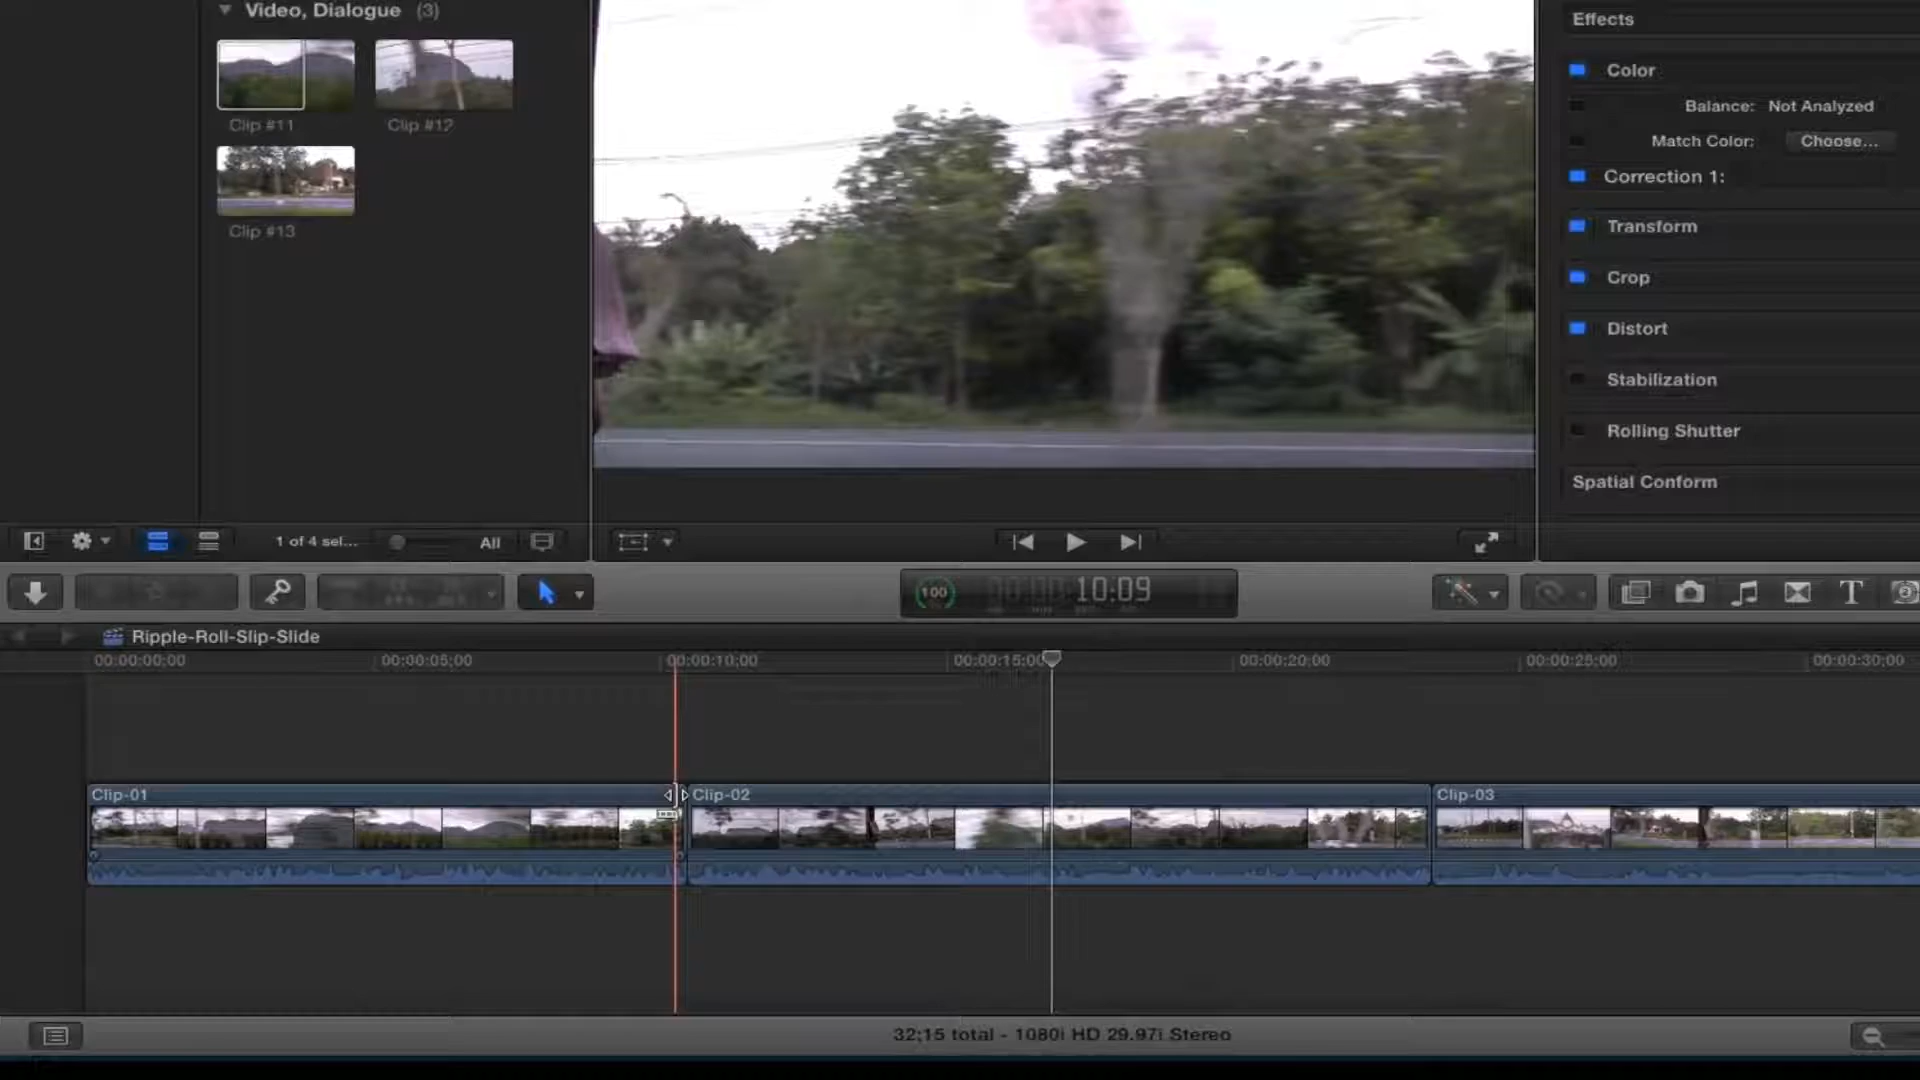 Video, Dialogue (3)
Clip #11
Clip #12
Clip #13
1 of 4 sel...
All
Effects
Color
Balance: Not Analyzed
Match Color: Choose...
Correction 1:
Transform
Crop
Distort
Stabilization
Rolling Shutter
Spatial Conform
100
10:09
T
Ripple-Roll-Slip-Slide
00:00:00;00
00:00:05;00
00:00:10;00
00:00:15;00
00:00:20;00
00:00:25;00
00:00:30;00
Clip-01
Clip-02
Clip-03
32;15 total - 1080i HD 29.97i Stereo